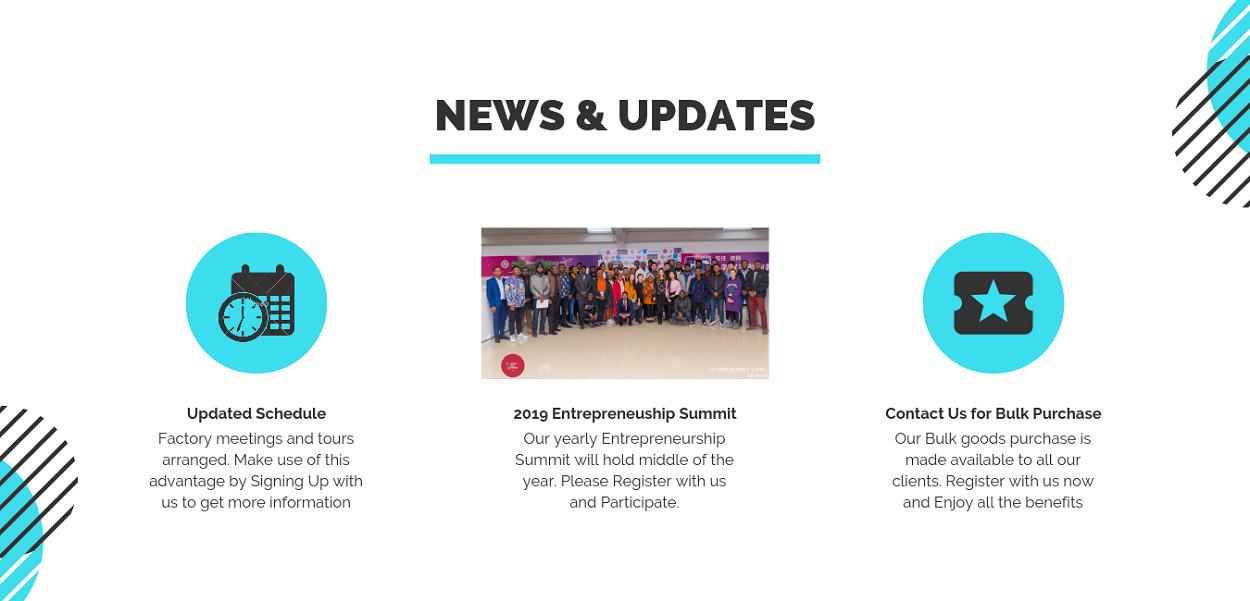 NEWS & UPDATES
Updated Schedule
Factory meetings and tours
arranged. Make use of this
advantage by Signing Up with
us to get more information
2019 Entrepreneuship Summit
Our yearly Entrepreneurship
Summit will hold middle of the
year. Please Register with us
and Participate.
Contact Us for Bulk Purchase
Our Bulk goods purchase is
made available to all our
clients. Register with us now
and Enjoy all the benefits